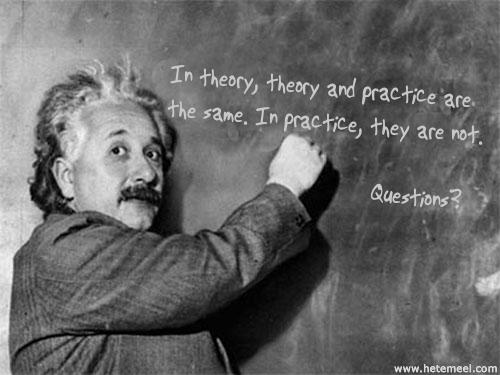 In theory, theory and practice are
the same. In practice, they are not.
Questions?
www.hetemeel.com